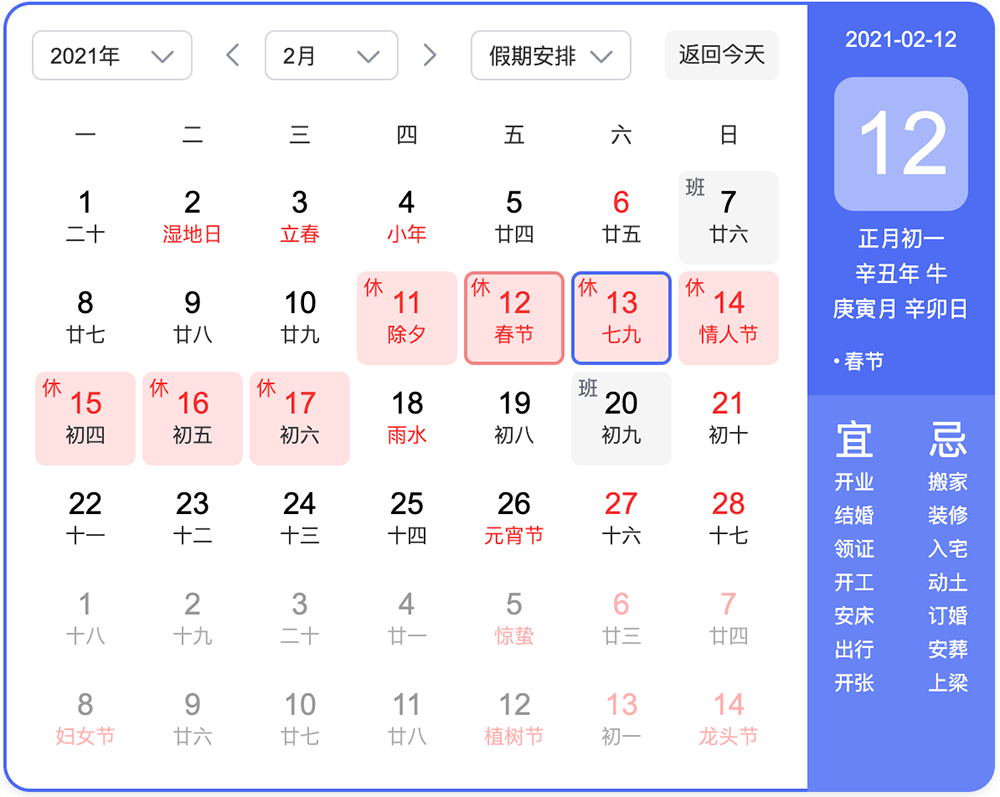 2021年 2月 假期安排 返回今天
一 二 三 四 五 六 日
1 2 3 4 5 6 班 7
二十 湿地日 立春 小年 廿四 廿五 廿六
8 9 10 休 11 休 12 休 13 休 14
廿七 廿八 廿九 除夕 春节 七九 情人节
休 15 休 16 休 17 18 19 班 20 21
初四 初五 初六 雨水 初八 初九 初十
22 23 24 25 26 27 28
十一 十二 十三 十四 元宵节 十六 十七
1 2 3 4 5 6 7
十八 十九 二十 廿一 惊蛰 廿三 廿四
8 9 10 11 12 13 14
妇女节 廿六 廿七 廿八 植树节 初一 龙头节
2021-02-12
12
正月初一
辛丑年 牛
庚寅月 辛卯日
• 春节
宜 忌
开业 搬家
结婚 装修
领证 入宅
开工 动土
安床 订婚
出行 安葬
开张 上梁